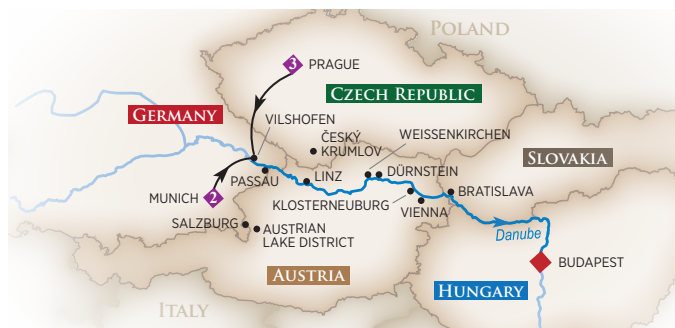 POLAND
3
PRAGUE
CZECH REPUBLIC
GERMANY
VILSHOFEN
ČESKÝ
KRUMLOV
WEISSENKIRCHEN
SLOVAKIA
PASSAU
LINZ
DÜRNSTEIN
MUNICH
2
KLOSTERNEUBURG
BRATISLAVA
VIENNA
SALZBURG
AUSTRIAN
LAKE DISTRICT
Danube
AUSTRIA
BUDAPEST
HUNGARY
ITALY